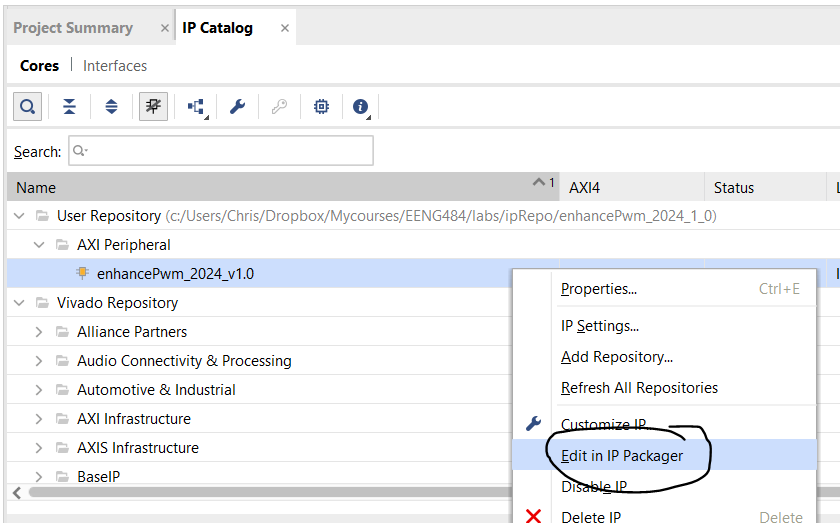 Project Summary × IP Catalog ×
Cores | Interfaces
Search:
Name 1 AXI4 Status
User Repository (c:/Users/Chris/Dropbox/Mycourses/EENG484/labs/ipRepo/enhancePwm_2024_1_0)
AXI Peripheral
enhancePwm_2024_v1.0
Vivado Repository
Alliance Partners
Audio Connectivity & Processing
Automotive & Industrial
AXI Infrastructure
AXIS Infrastructure
BaseIP
Properties... Ctrl+E
IP Settings...
Add Repository...
Refresh All Repositories
Customize IP...
Edit in IP Packager
Disable IP
Delete IP Delete